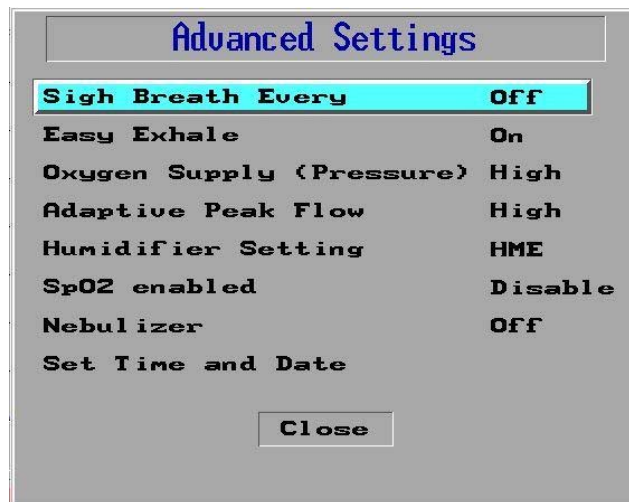 Advanced Settings
Sigh Breath Every Off
Easy Exhale On
Oxygen Supply (Pressure) High
Adaptive Peak Flow High
Humidifier Setting HME
SpO2 enabled Disable
Nebulizer Off
Set Time and Date
Close